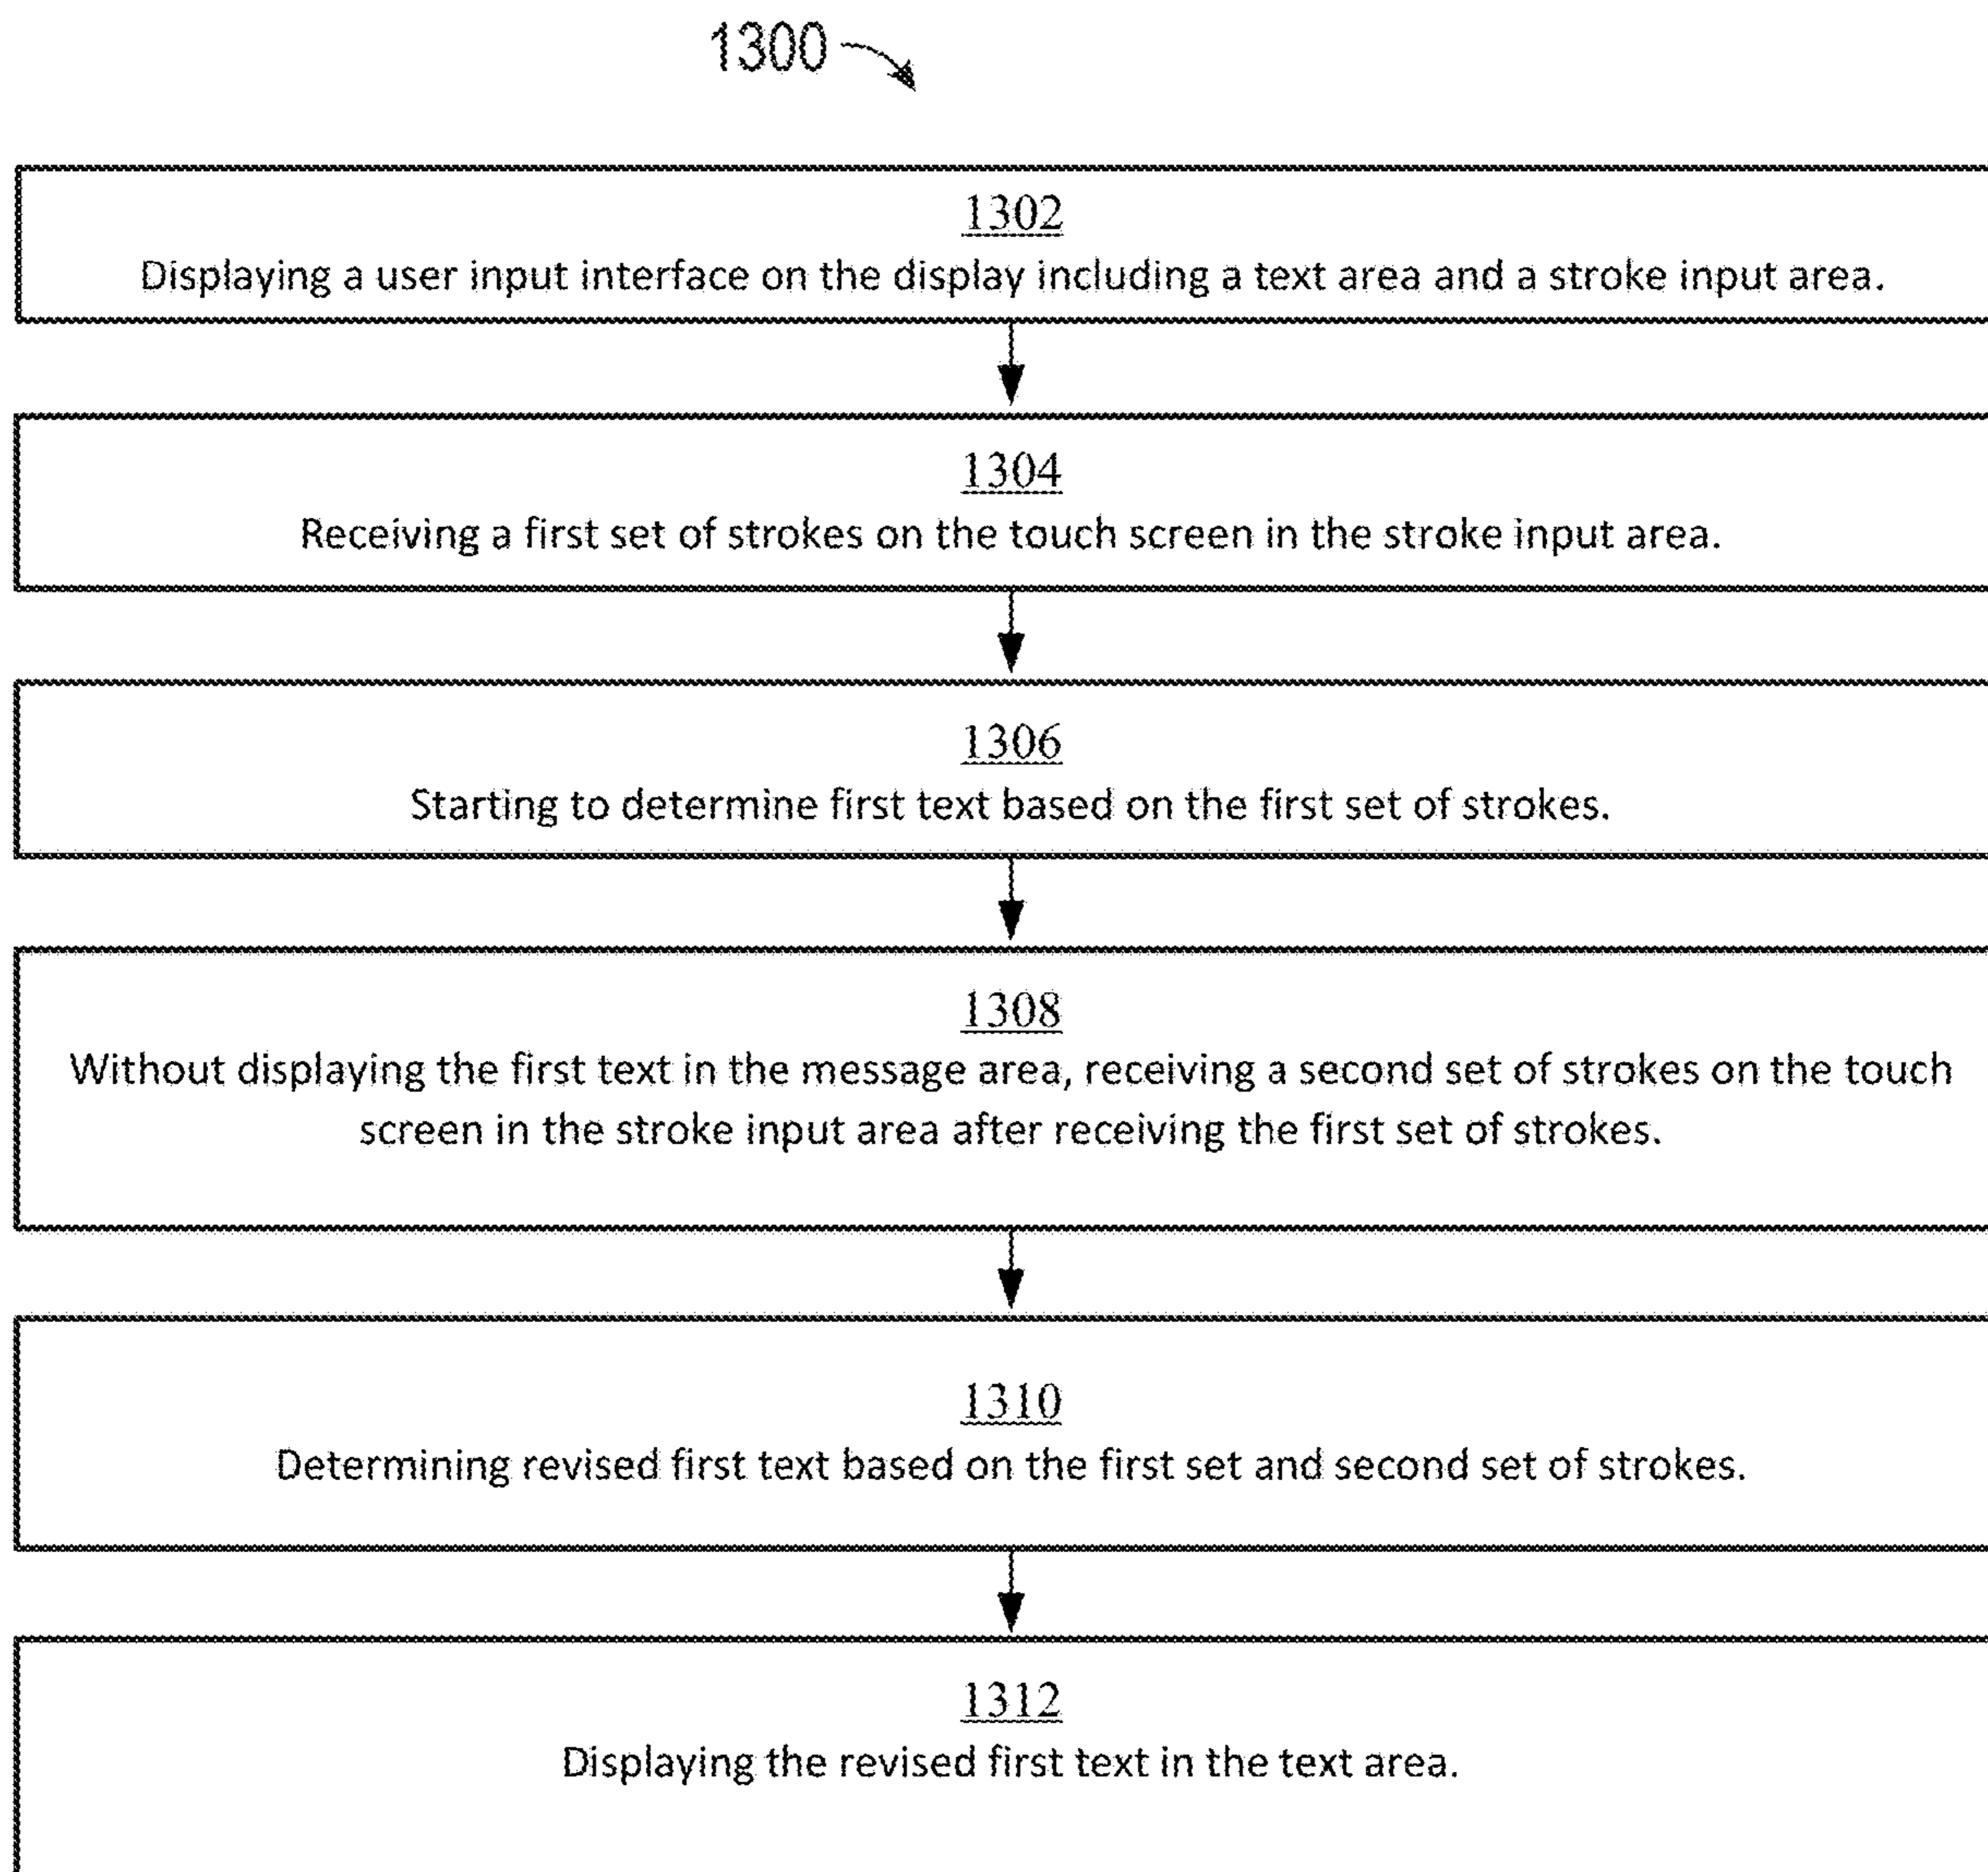 1300
1302
Displaying a user input interface on the display including a text area and a stroke input area.
1304
Receiving a first set of strokes on the touch screen in the stroke input area.
1306
Starting to determine first text based on the first set of strokes.
1308
Without displaying the first text in the message area, receiving a second set of strokes on the touch
screen in the stroke input area after receiving the first set of strokes.
1310
Determining revised first text based on the first set and second set of strokes.
1312
Displaying the revised first text in the text area.